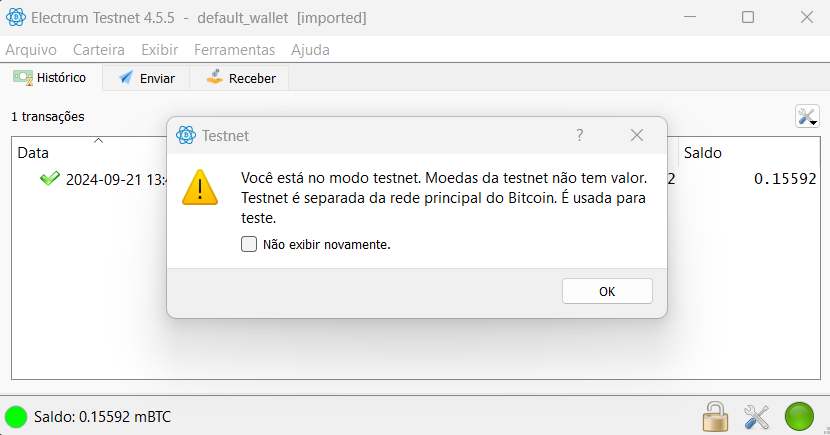 Electrum Testnet 4.5.5 - default_wallet [imported]
Arquivo Carteira Exibir Ferramentas Ajuda
Histórico Enviar Receber
1 transações
Testnet ?
Data Saldo
2024-09-21 13:4 2 0.15592
Você está no modo testnet. Moedas da testnet não tem valor.
Testnet é separada da rede principal do Bitcoin. É usada para
teste.
Não exibir novamente.
OK
Saldo: 0.15592 mBTC